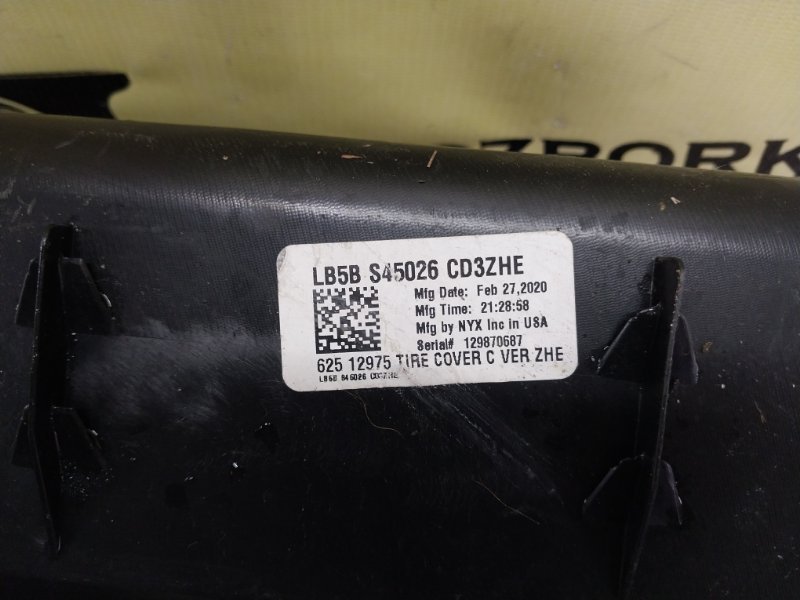 OZBORK
LB5B S45026 CD3ZHE
Mfg Date: Feb 27,2020
Mfg Time: 21:28:58
Mfg by NYX Inc in USA
Serial# 129870687
625 12975 TIRE COVER C VER ZHE
LB5B S45026 CD3ZHE